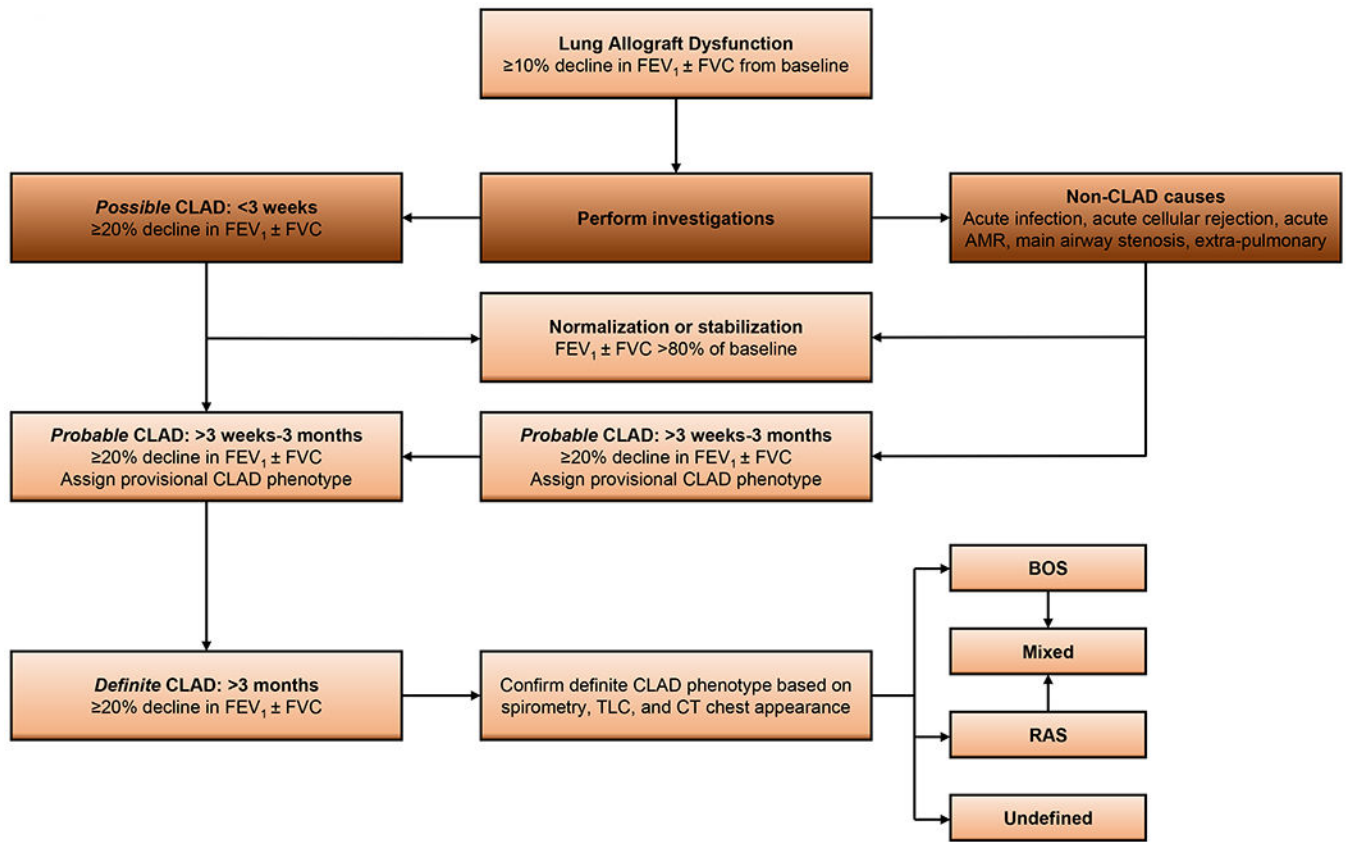 Lung Allograft Dysfunction
≥10% decline in FEV₁ ± FVC from baseline
Possible CLAD: <3 weeks
≥20% decline in FEV₁ ± FVC
Perform investigations
Non-CLAD causes
Acute infection, acute cellular rejection, acute
AMR, main airway stenosis, extra-pulmonary
Normalization or stabilization
FEV₁ ± FVC >80% of baseline
Probable CLAD: >3 weeks-3 months
≥20% decline in FEV₁ ± FVC
Assign provisional CLAD phenotype
Probable CLAD: >3 weeks-3 months
≥20% decline in FEV₁ ± FVC
Assign provisional CLAD phenotype
Definite CLAD: >3 months
≥20% decline in FEV₁ ± FVC
Confirm definite CLAD phenotype based on
spirometry, TLC, and CT chest appearance
BOS
Mixed
RAS
Undefined